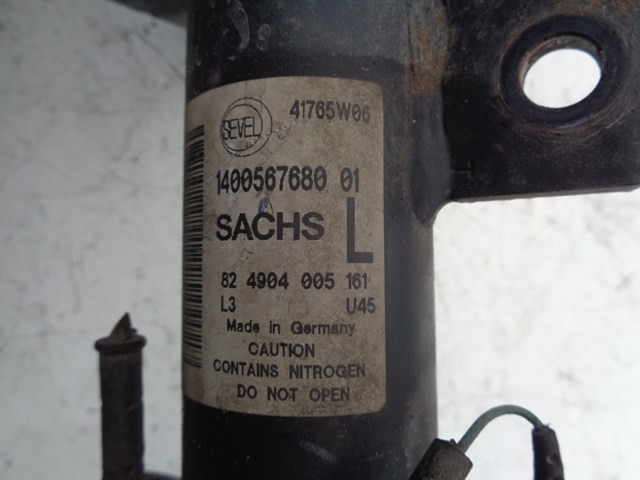 SEVEL 41765W06
1400567680 01
SACHS L
82 4904 005 161
L3 U45
Made in Germany
CAUTION
CONTAINS NITROGEN
DO NOT OPEN